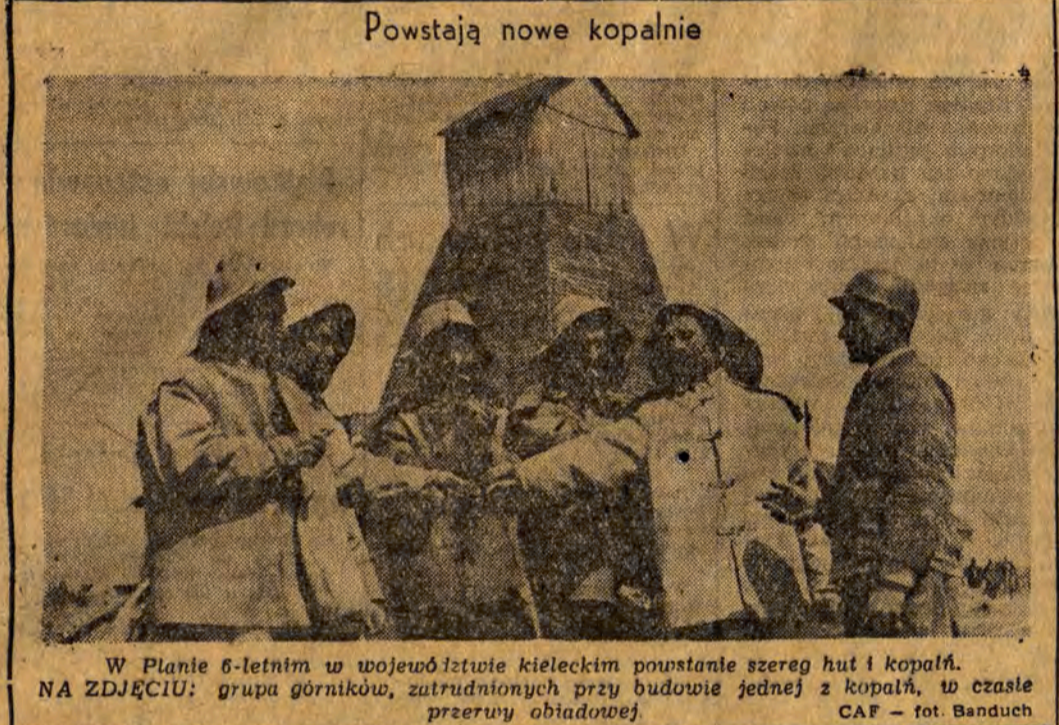 Powstają nowe kopalnie
W Planie 6-letnim w województwie kieleckim powstanie szereg hut i kopalń.
NA ZDJĘCIU: grupa górników, zatrudnionych przy budowie jednej z kopalń, w czasie
przerwy obiadowej.
CAF — fot. Banduch